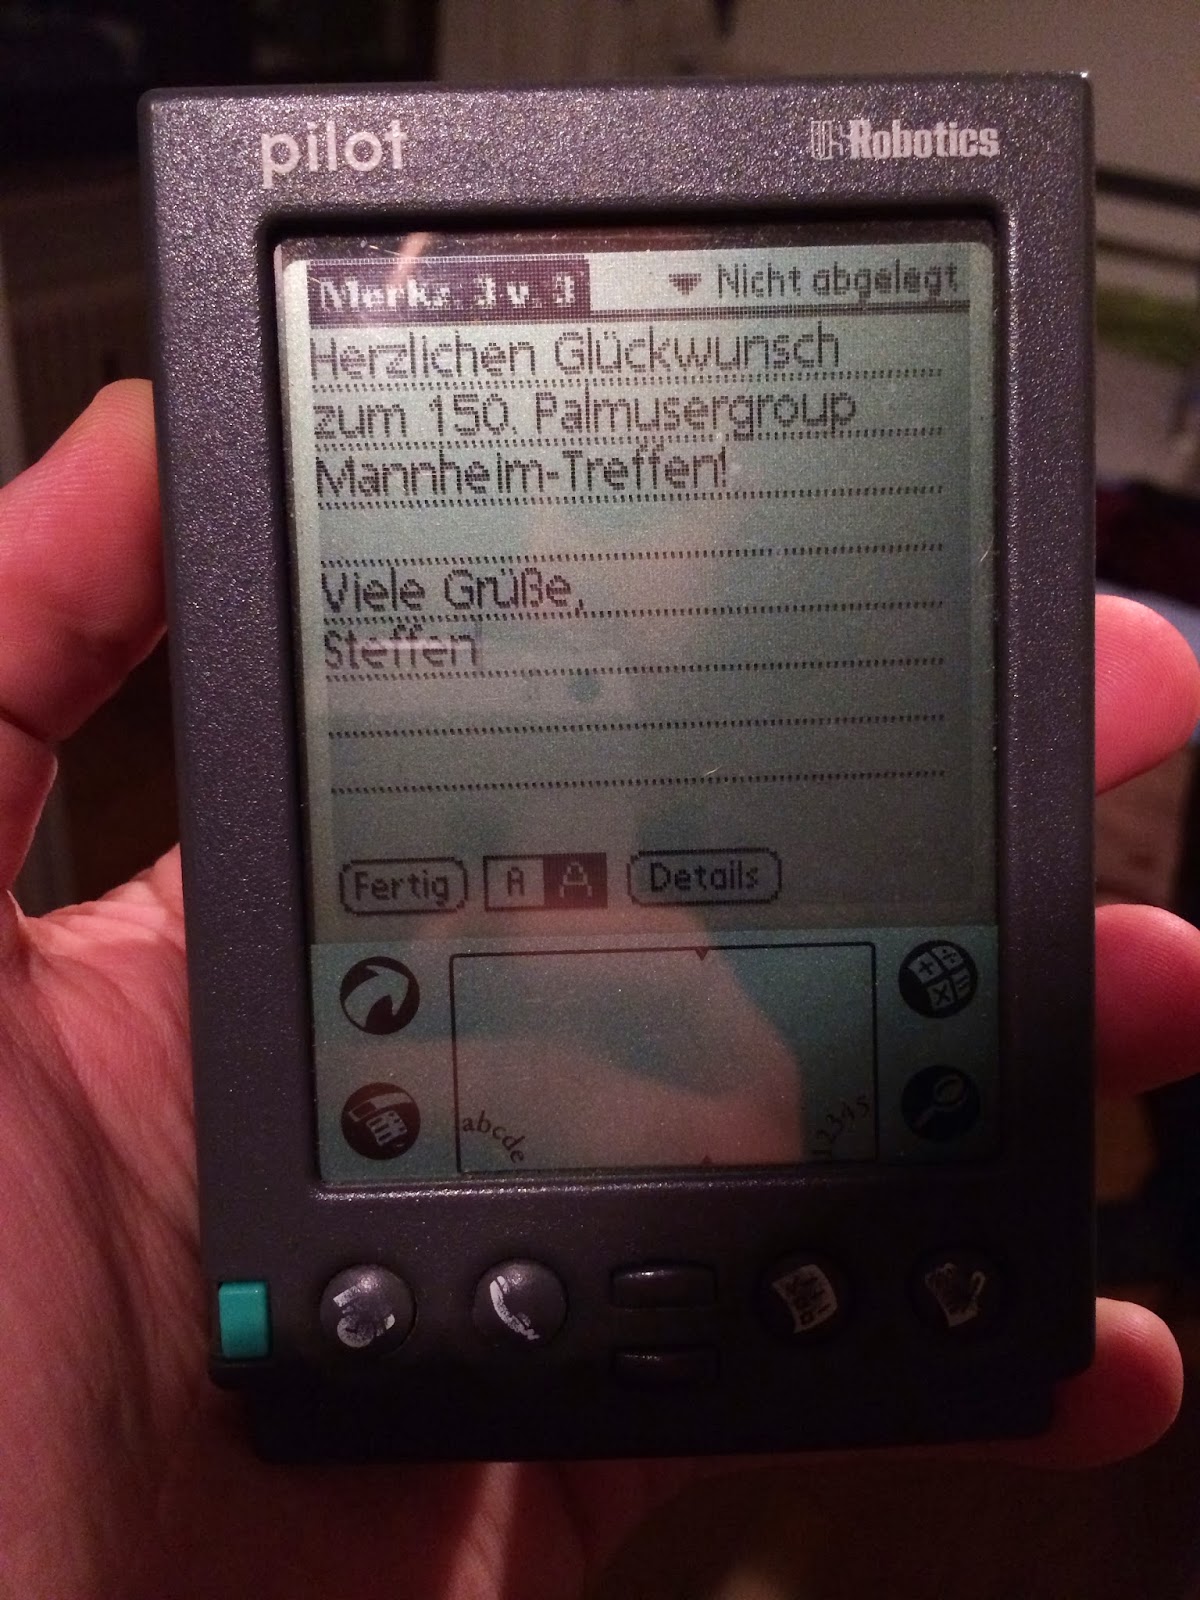 pilot
Robotics
Merkz. 3 v. 3
Nicht abgelegt
Herzlichen Glückwunsch
zum 150. Palmusergroup
Mannheim-Treffen!
Viele Grüße,
Steffen
Fertig
A A
Details
abcde
12345